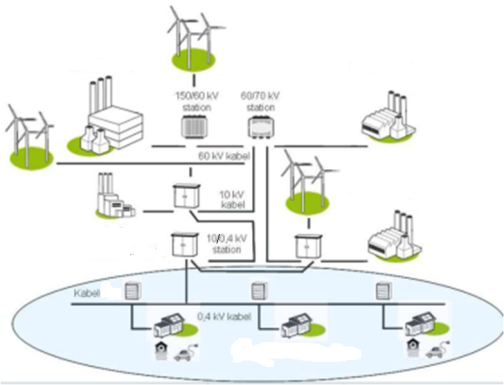 150/60 kV
station
60/70 kV
station
60 kV kabel
10 kV
kabel
10/0,4 kV
station
Kabel
0,4 kV kabel